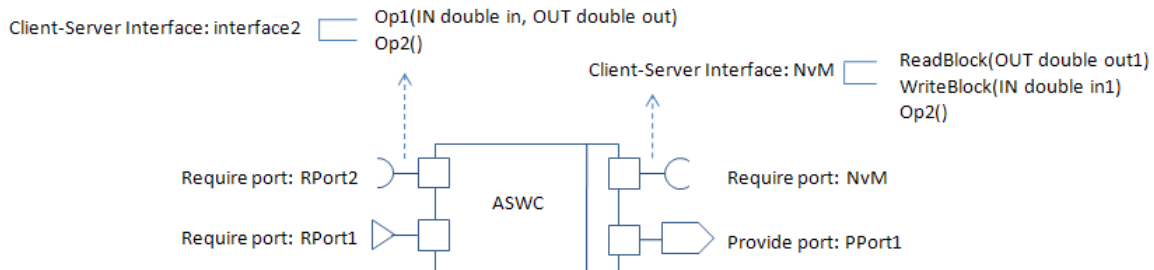 Client-Server Interface: interface2
Op1(IN double in, OUT double out)
Op2()
Client-Server Interface: NvM
ReadBlock(OUT double out1)
WriteBlock(IN double in1)
Op2()
Require port: RPort2
ASWC
Require port: NvM
Require port: RPort1
Provide port: PPort1